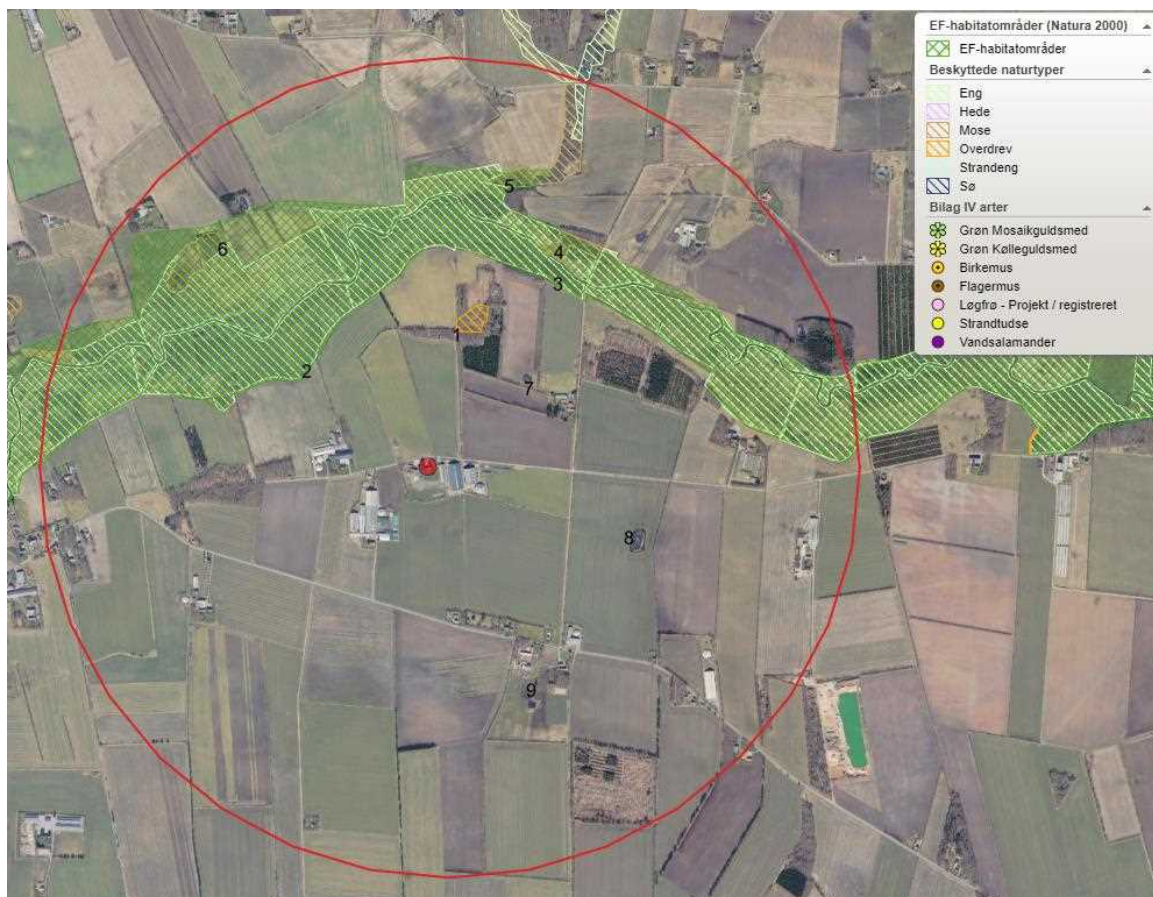 EF-habitatområder (Natura 2000)
EF-habitatområder
Beskyttede naturtyper
Eng
Hede
Mose
Overdrev
Strandeng
Sø
Bilag IV arter
Grøn Mosaikguldsmed
Grøn Kølleguldsmed
Birkemus
Flagermus
Løgfrø - Projekt / registreret
Strandtudse
Vandsalamander
5
6
4
3
1
2
7
8
9